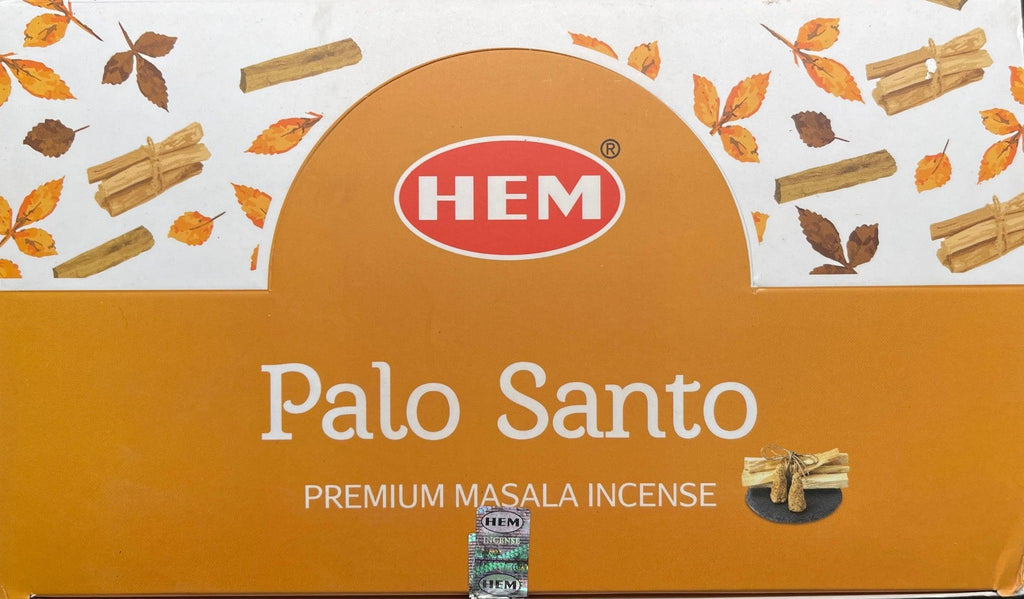 HEM®
Palo Santo
PREMIUM MASALA INCENSE
HEM
INCENSE
HEM